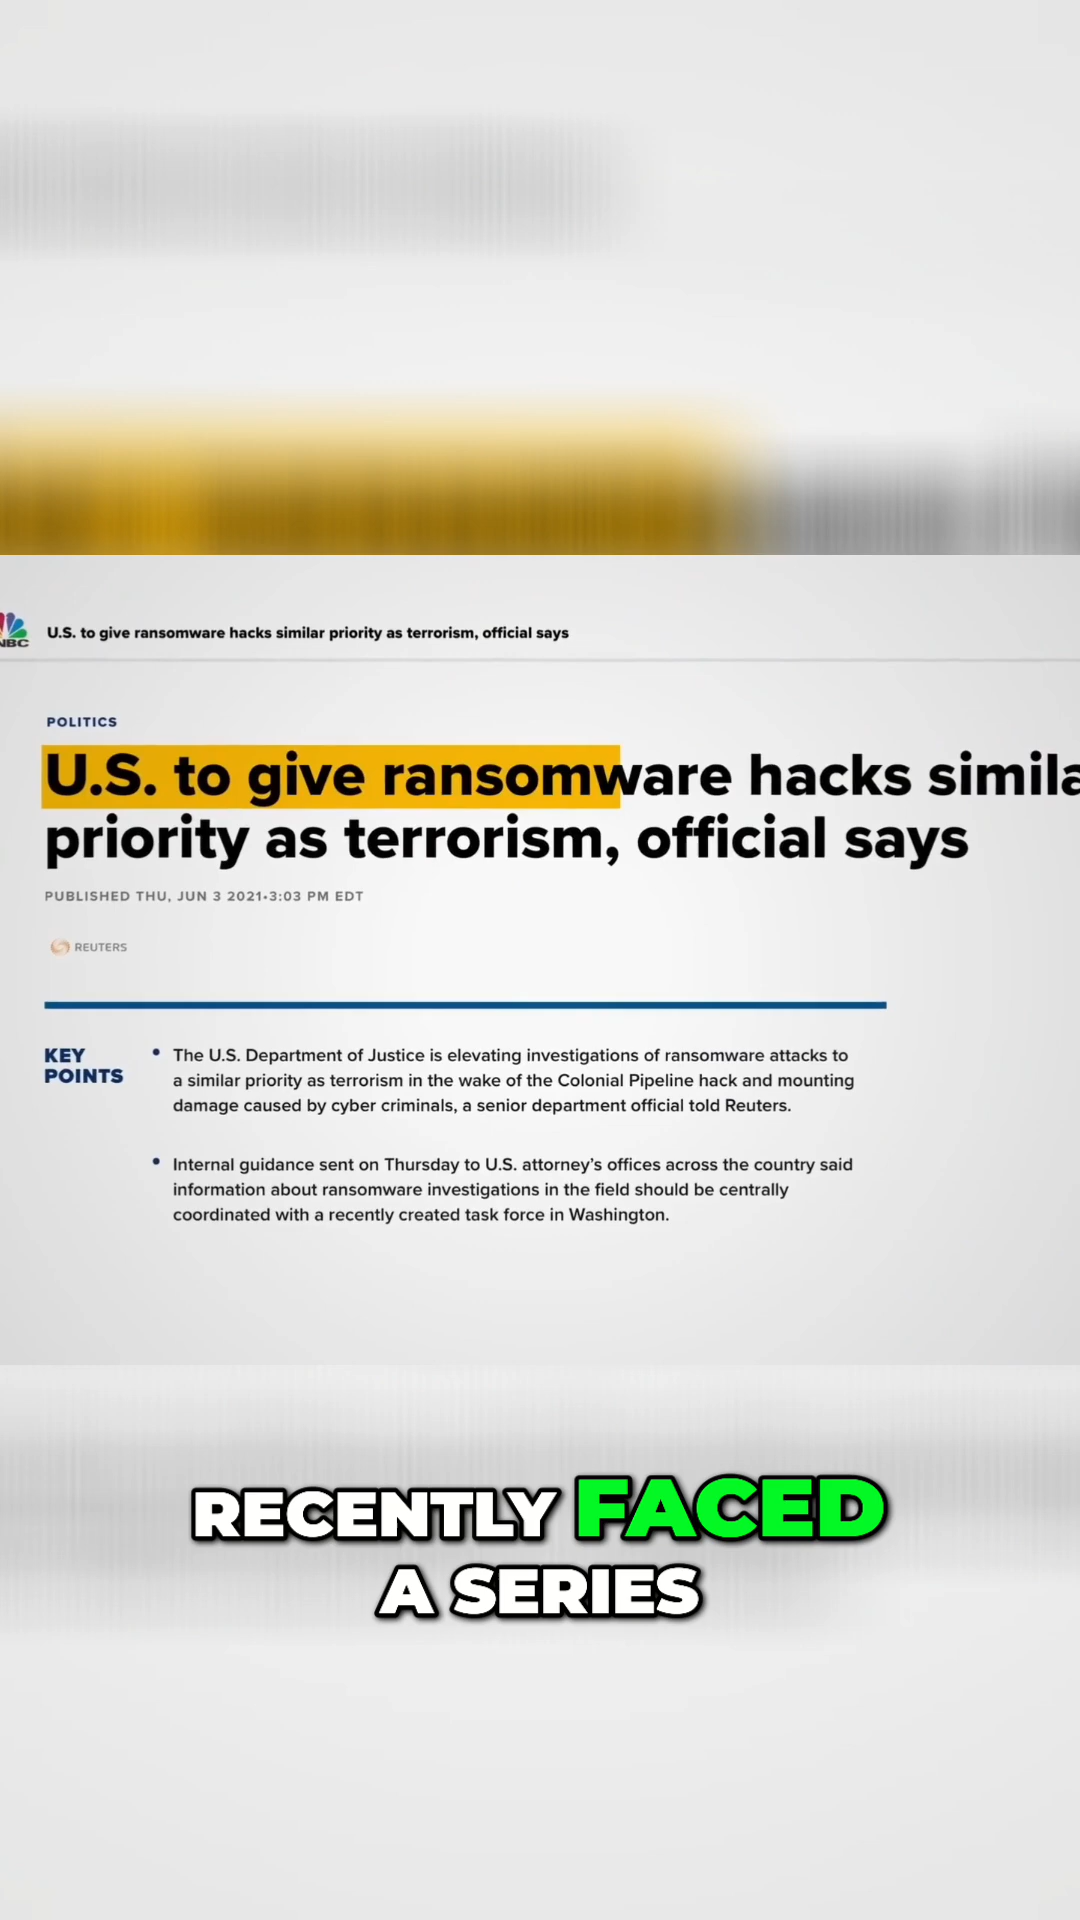 NBC
U.S. to give ransomware hacks similar priority as terrorism, official says
POLITICS
U.S. to give ransomware hacks simila
priority as terrorism, official says
PUBLISHED THU, JUN 3 2021•3:03 PM EDT
REUTERS
KEY
POINTS
• The U.S. Department of Justice is elevating investigations of ransomware attacks to
a similar priority as terrorism in the wake of the Colonial Pipeline hack and mounting
damage caused by cyber criminals, a senior department official told Reuters.
• Internal guidance sent on Thursday to U.S. attorney’s offices across the country said
information about ransomware investigations in the field should be centrally
coordinated with a recently created task force in Washington.
RECENTLY FACED
A SERIES